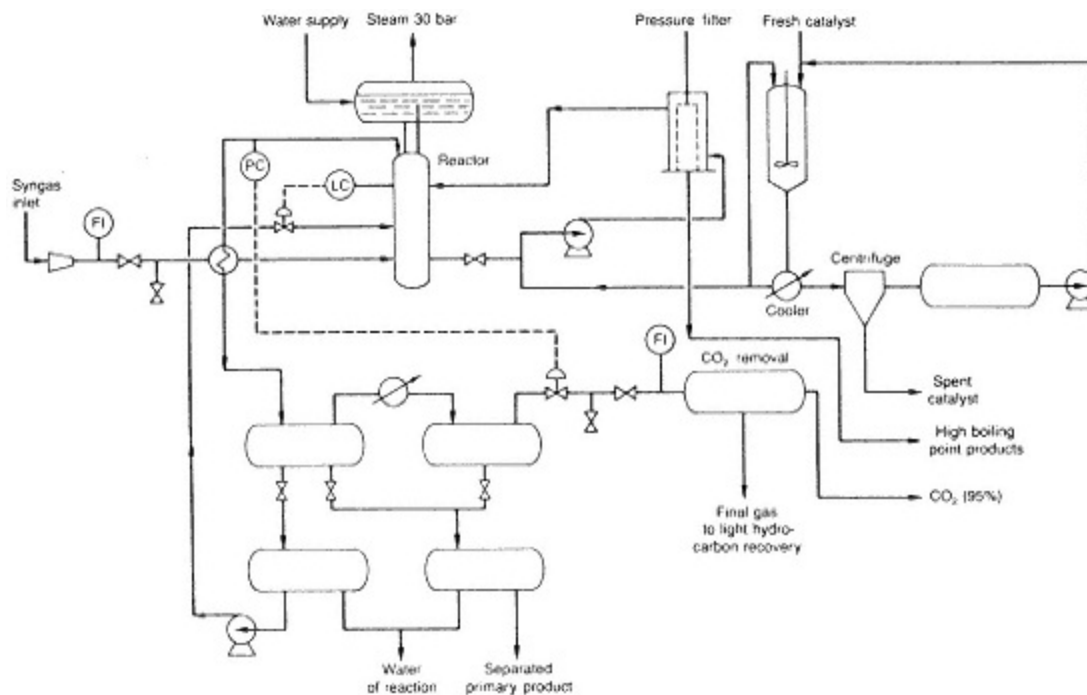 Water supply
Steam 30 bar
Pressure filter
Fresh catalyst
Reactor
PC
LC
Syngas
inlet
FI
Centrifuge
Cooler
FI
CO₂ removal
Spent
catalyst
High boiling
point products
CO₂ (95%)
Final gas
to light hydro-
carbon recovery
Water
of reaction
Separated
primary product